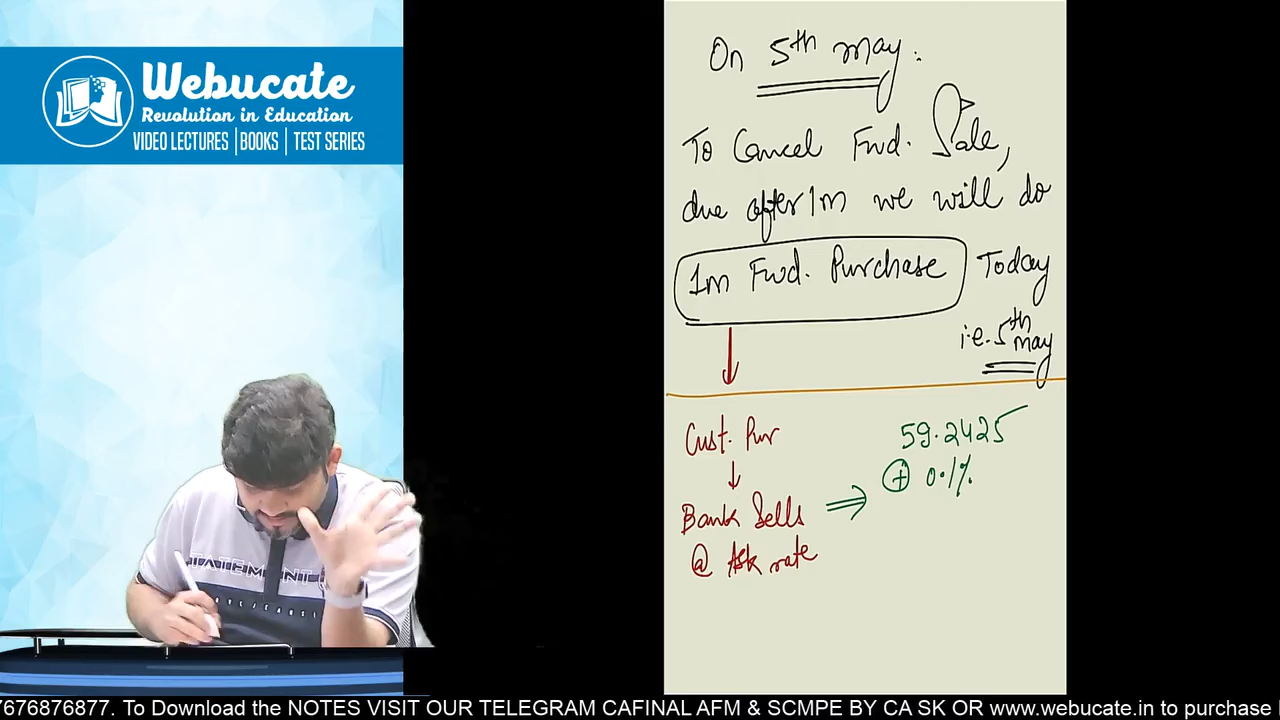 Webucate
Revolution in Education
VIDEO LECTURES | BOOKS | TEST SERIES
On 5th may:
To Cancel Fwd. Sale,
due after 1m we will do
1m Fwd. Purchase Today
i.e. 5th may
Cust. Pur
59.2425
+ 0.1%
Bank Sells
@ Ask rate
STATEMENT
7676876877. To Download the NOTES VISIT OUR TELEGRAM CAFINAL AFM & SCMPE BY CA SK OR www.webucate.in to purchase